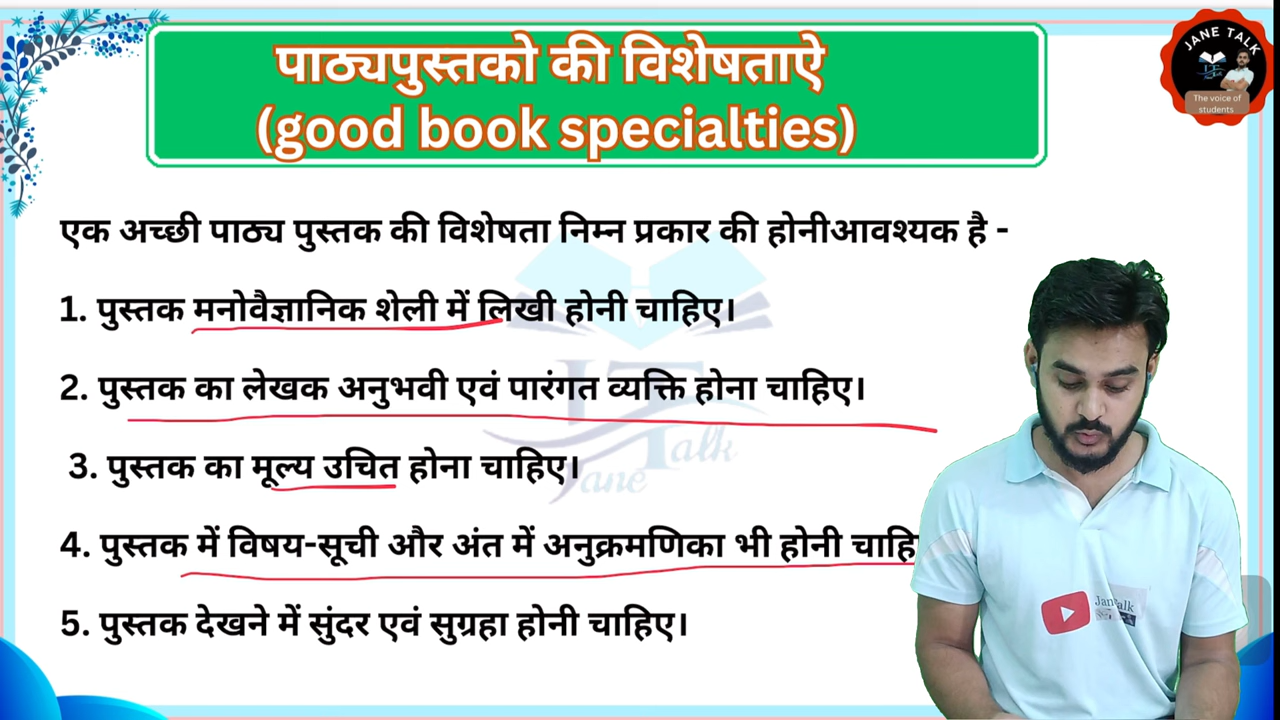 पाठ्यपुस्तको की विशेषताऐ
(good book specialties)
JANE TALK
The voice of
students
एक अच्छी पाठ्य पुस्तक की विशेषता निम्न प्रकार की होनीआवश्यक है -
1. पुस्तक मनोवैज्ञानिक शेली में लिखी होनी चाहिए।
2. पुस्तक का लेखक अनुभवी एवं पारंगत व्यक्ति होना चाहिए।
3. पुस्तक का मूल्य उचित होना चाहिए।
4. पुस्तक में विषय-सूची और अंत में अनुक्रमणिका भी होनी चाहि
5. पुस्तक देखने में सुंदर एवं सुग्रहा होनी चाहिए।
Jane Talk